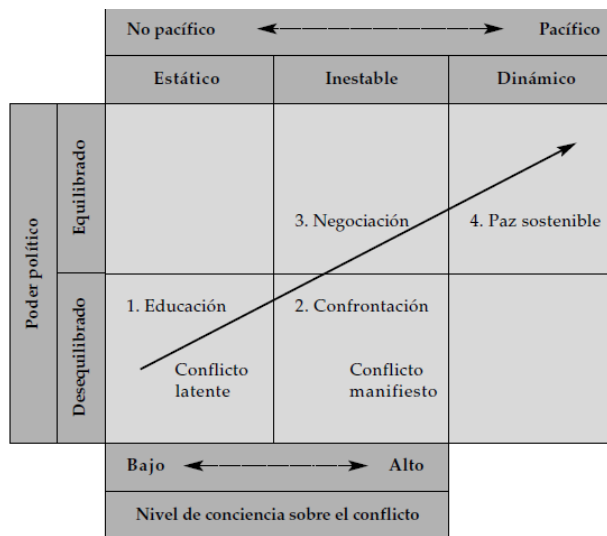 No pacífico Pacífico
Estático Inestable Dinámico
Poder político
Equilibrado
3. Negociación 4. Paz sostenible
Desequilibrado
1. Educación 2. Confrontación
Conflicto Conflicto
latente manifiesto
Bajo Alto
Nivel de conciencia sobre el conflicto